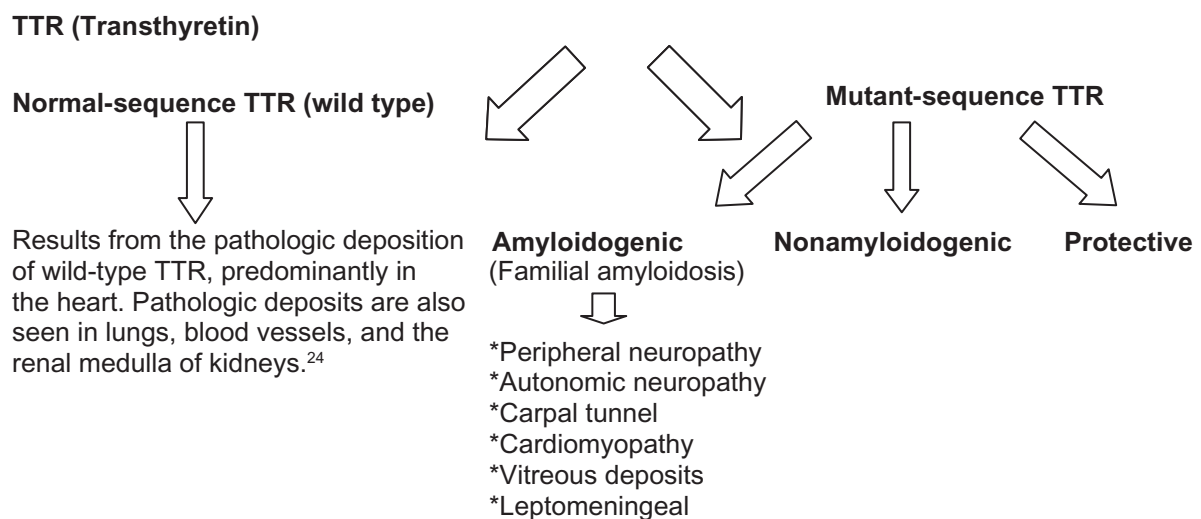 TTR (Transthyretin)
Normal-sequence TTR (wild type)
Mutant-sequence TTR
Results from the pathologic deposition
of wild-type TTR, predominantly in
the heart. Pathologic deposits are also
seen in lungs, blood vessels, and the
renal medulla of kidneys.24
Amyloidogenic
(Familial amyloidosis)
Nonamyloidogenic
Protective
*Peripheral neuropathy
*Autonomic neuropathy
*Carpal tunnel
*Cardiomyopathy
*Vitreous deposits
*Leptomeningeal